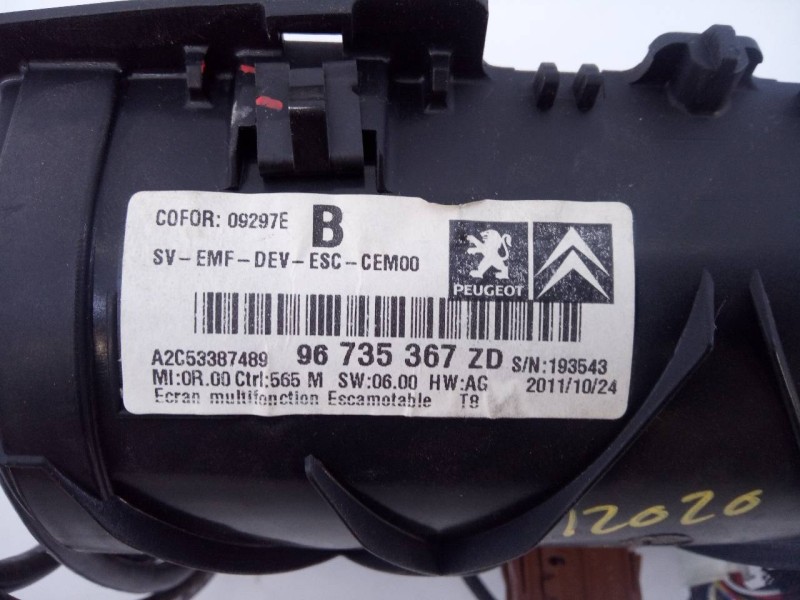 COFOR: 09297E B
SV-EMF-DEV-ESC-CEM00
PEUGEOT
A2C53387489 96 735 367 ZD S/N:193543
MI:0R.00 Ctrl:565 M SW:06.00 HW:AG 2011/10/24
Ecran multifonction Escamotable T8
12020